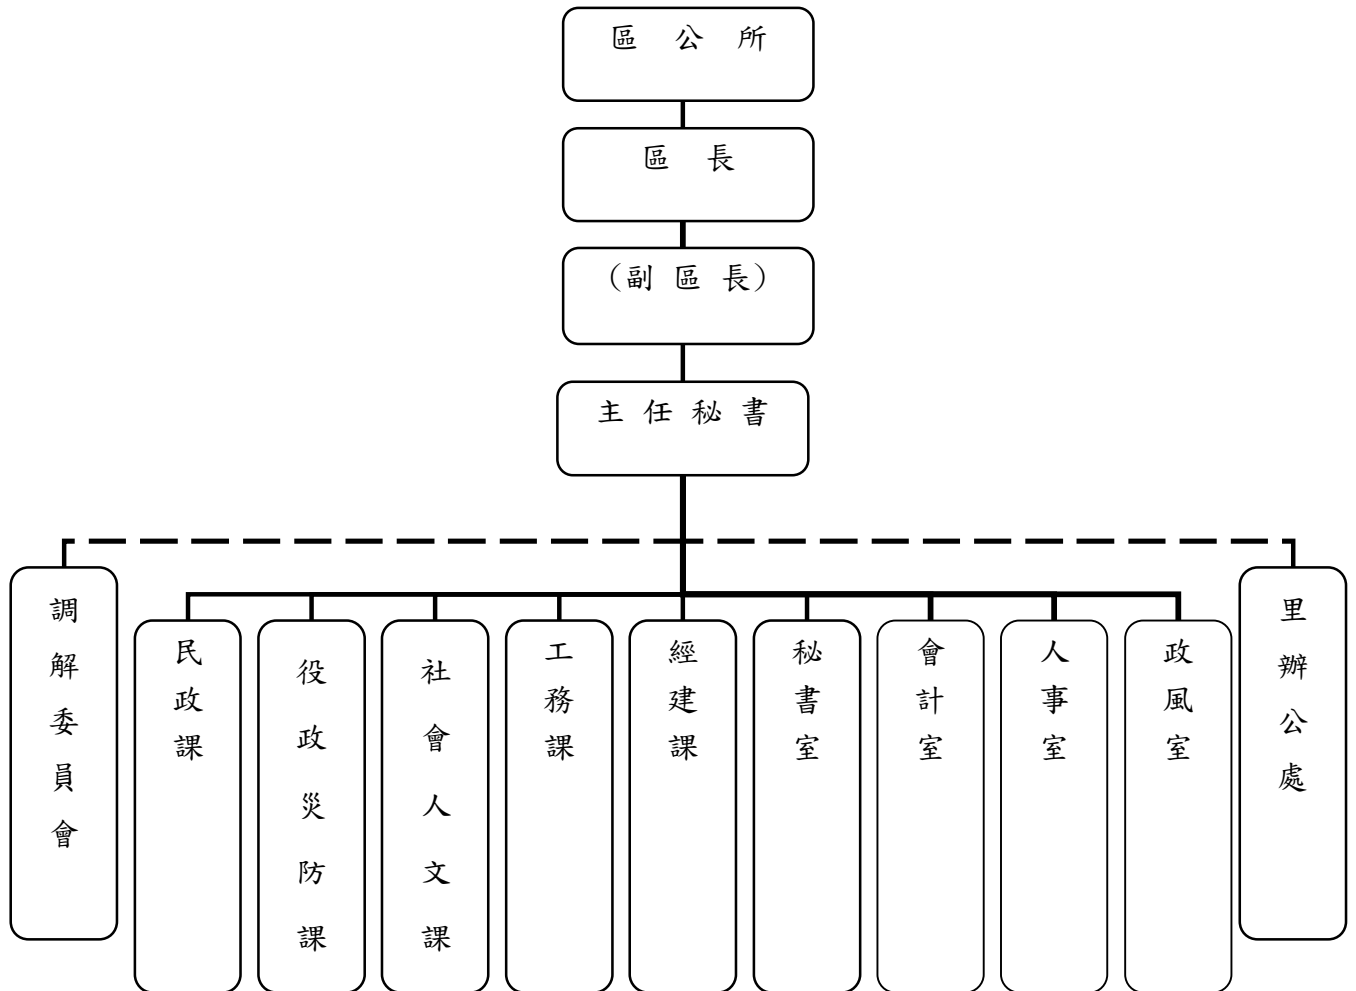 區公所
區長
(副區長)
主任秘書
調解委員會
民政課
役政災防課
社會人文課
工務課
經建課
秘書室
會計室
人事室
政風室
里辦公處